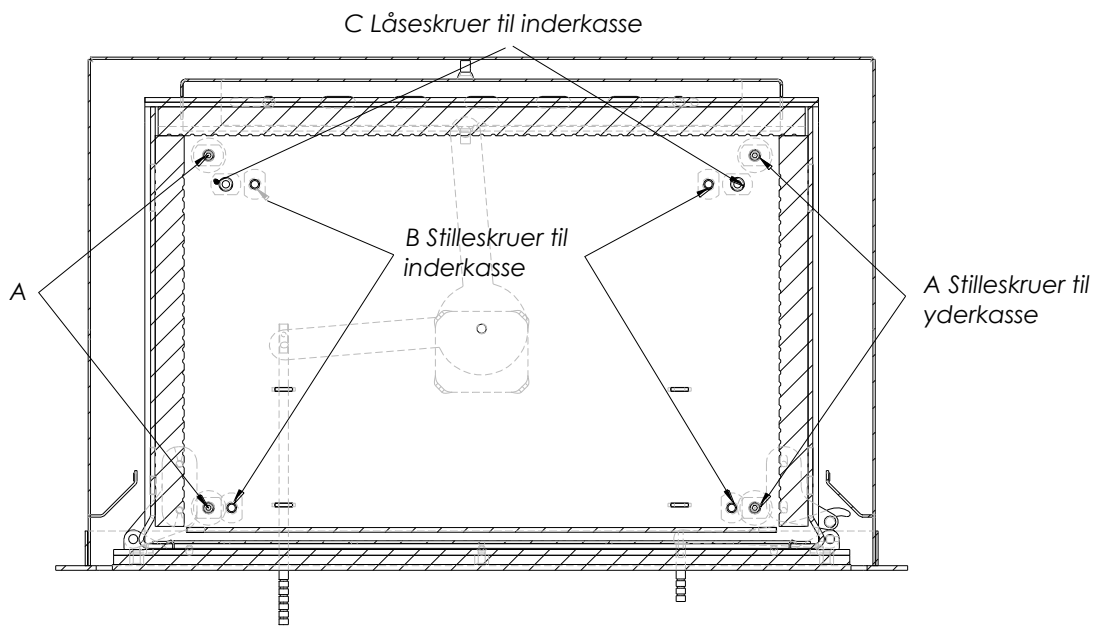 C Låseskruer til inderkasse
B Stilleskruer til
inderkasse
A
A Stilleskruer til
yderkasse